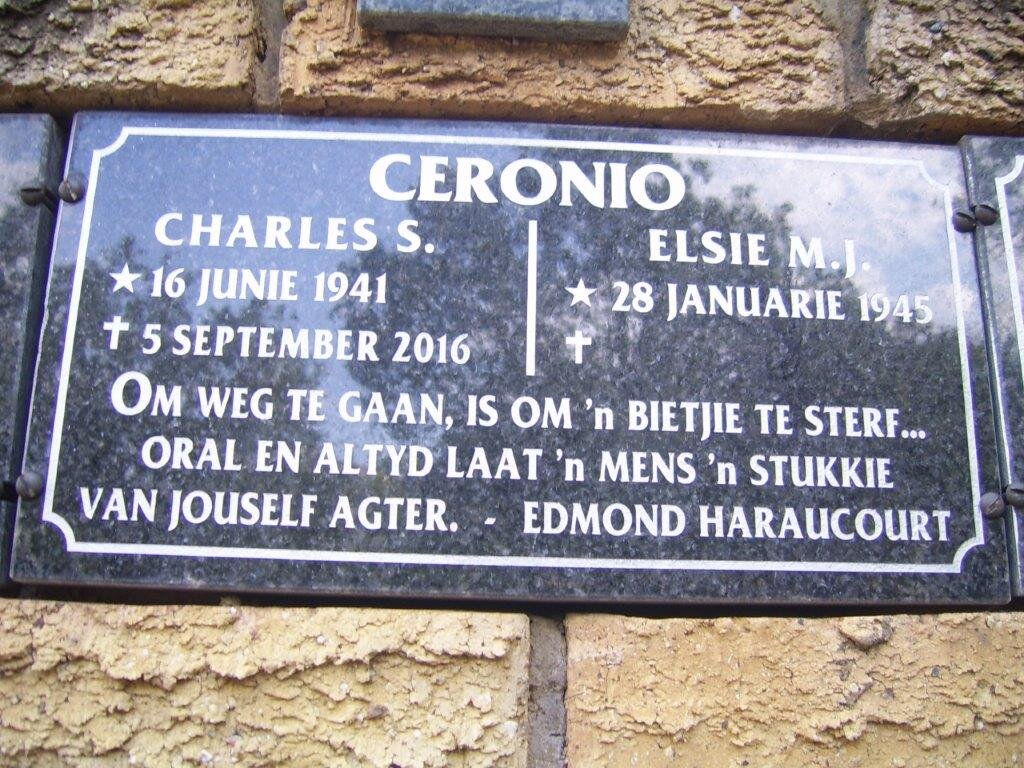 CERONIO
CHARLES S.
★ 16 JUNIE 1941
✝ 5 SEPTEMBER 2016
ELSIE M.J.
★ 28 JANUARIE 1945
✝
OM WEG TE GAAN, IS OM 'n BIETJIE TE STERF...
ORAL EN ALTYD LAAT 'n MENS 'n STUKKIE
VAN JOUSELF AGTER. - EDMOND HARAUCOURT